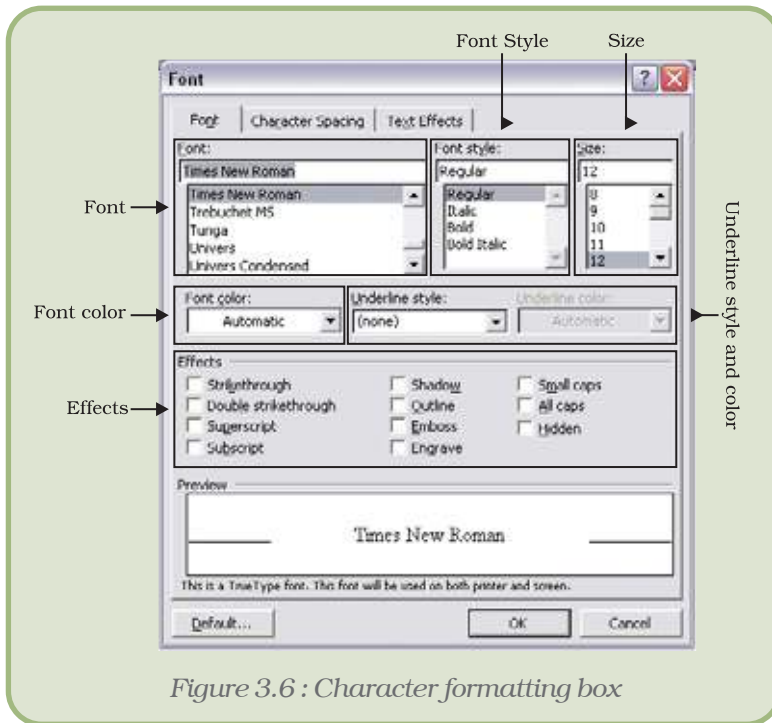 Font Style Size
Font
Font Character Spacing Text Effects
Font: Font style: Size:
Times New Roman Regular 12
Times New Roman Regular 8
Trebuchet MS Italic 9
Tunga Bold 10
Univers Bold Italic 11
Univers Condensed 12
Font
Underline style and color
Font color: Underline style: Underline color:
Automatic (none) Automatic
Font color
Effects
Strikethrough Shadow Small caps
Double strikethrough Outline All caps
Superscript Emboss Hidden
Subscript Engrave
Effects
Preview
Times New Roman
This is a TrueType font. This font will be used on both printer and screen.
Default... OK Cancel
Figure 3.6 : Character formatting box